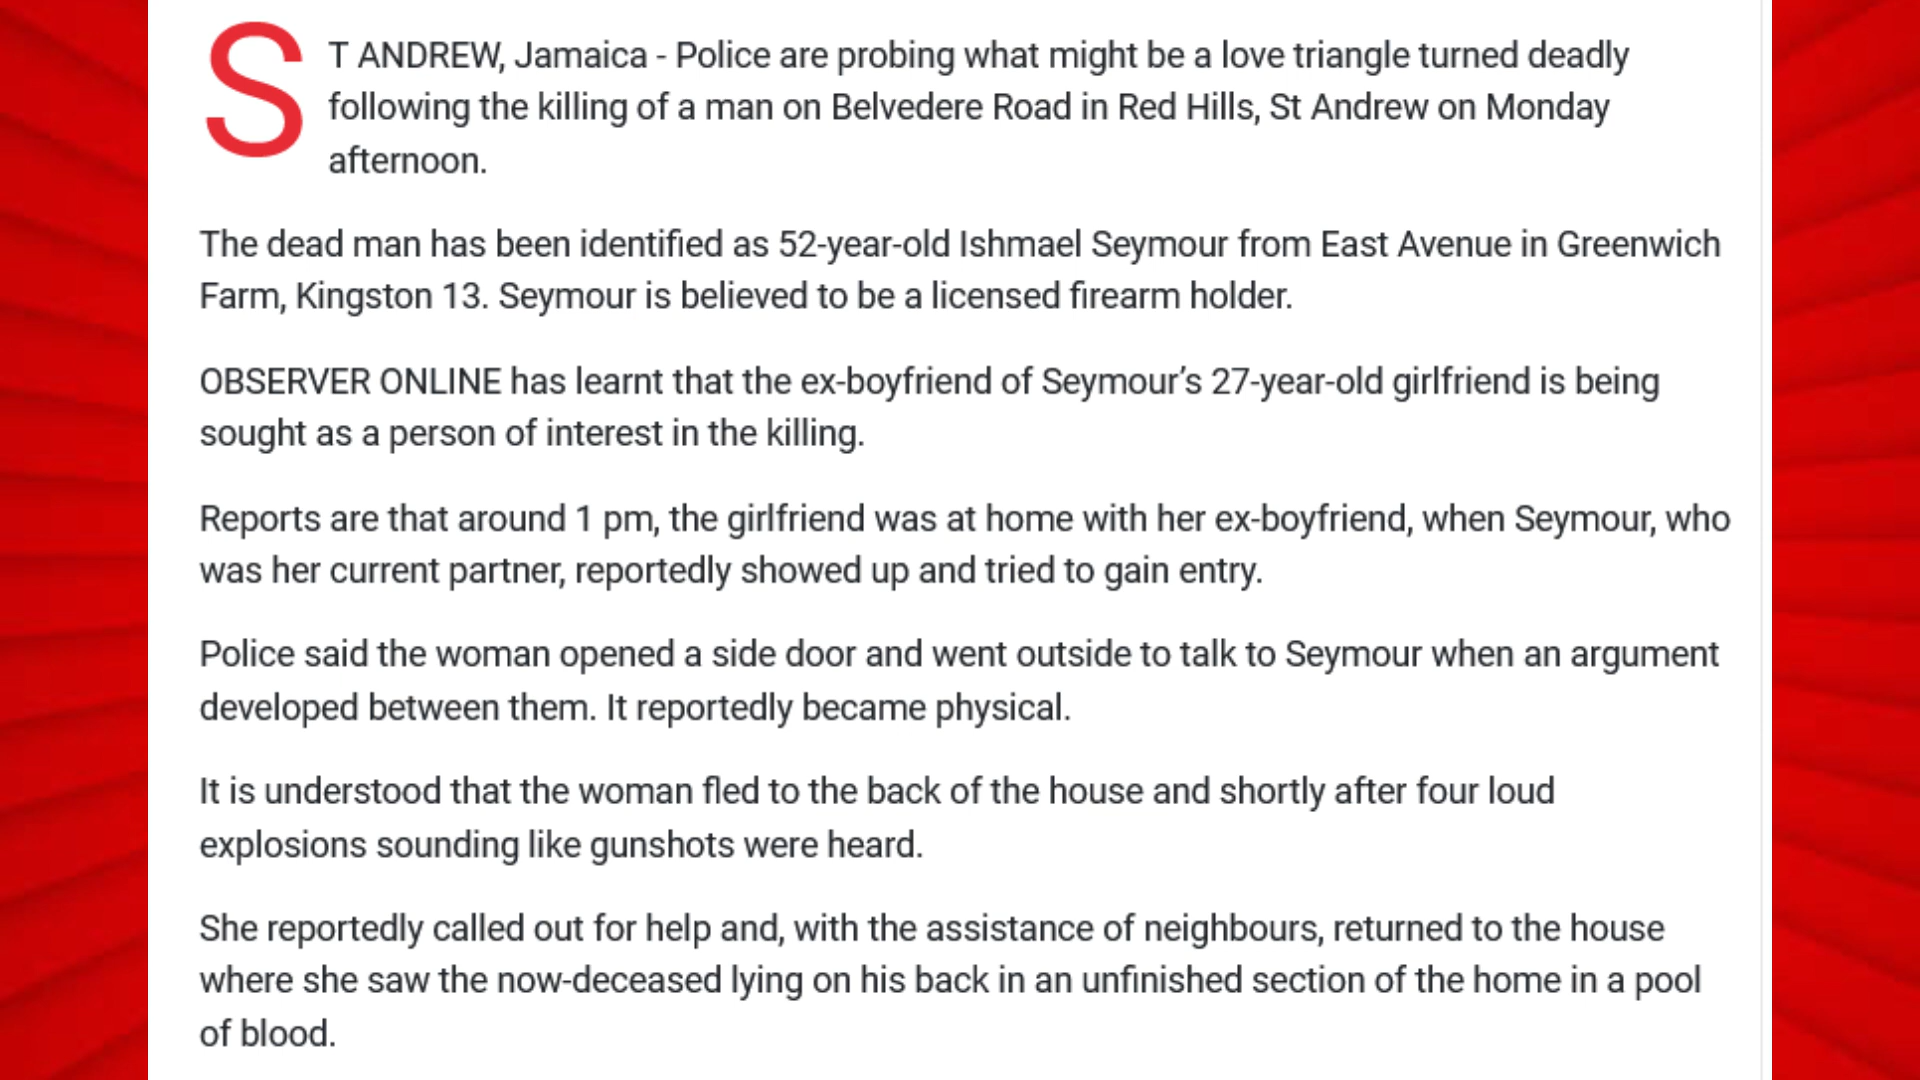 ST ANDREW, Jamaica - Police are probing what might be a love triangle turned deadly
following the killing of a man on Belvedere Road in Red Hills, St Andrew on Monday
afternoon.
The dead man has been identified as 52-year-old Ishmael Seymour from East Avenue in Greenwich
Farm, Kingston 13. Seymour is believed to be a licensed firearm holder.
OBSERVER ONLINE has learnt that the ex-boyfriend of Seymour’s 27-year-old girlfriend is being
sought as a person of interest in the killing.
Reports are that around 1 pm, the girlfriend was at home with her ex-boyfriend, when Seymour, who
was her current partner, reportedly showed up and tried to gain entry.
Police said the woman opened a side door and went outside to talk to Seymour when an argument
developed between them. It reportedly became physical.
It is understood that the woman fled to the back of the house and shortly after four loud
explosions sounding like gunshots were heard.
She reportedly called out for help and, with the assistance of neighbours, returned to the house
where she saw the now-deceased lying on his back in an unfinished section of the home in a pool
of blood.